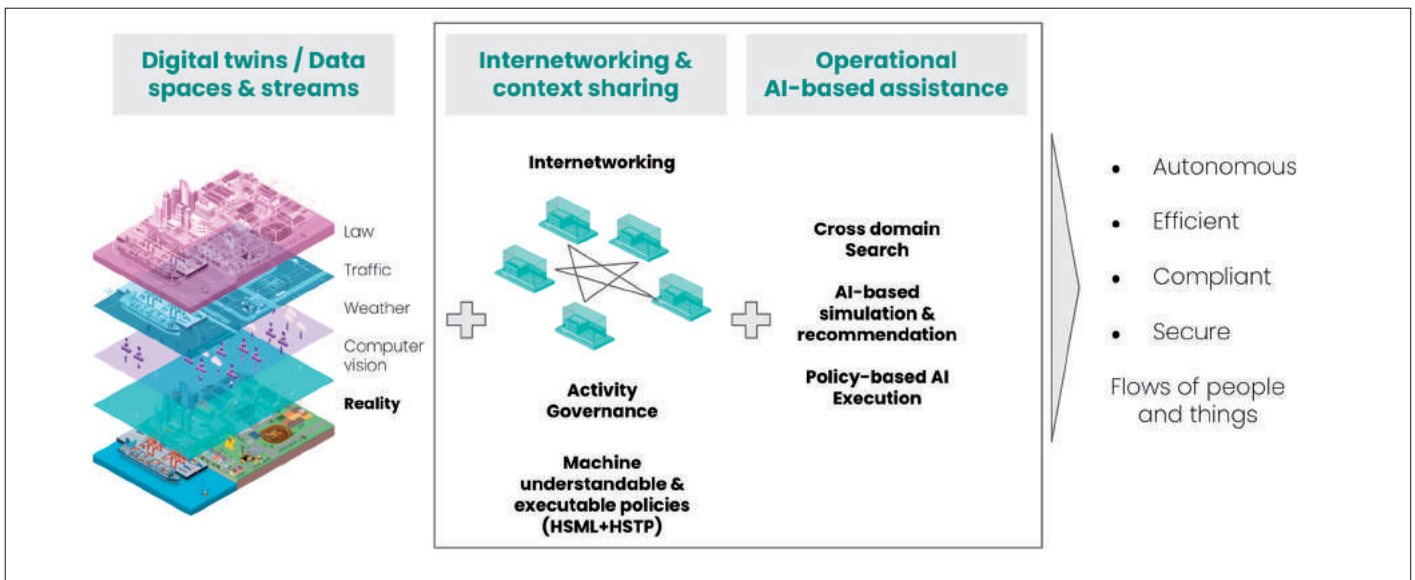 Digital twins / Data
spaces & streams
Law
Traffic
Weather
Computer
vision
Reality
Internetworking &
context sharing
Internetworking
Activity
Governance
Machine
understandable &
executable policies
(HSML+HSTP)
Operational
AI-based assistance
Cross domain
Search
AI-based
simulation &
recommendation
Policy-based AI
Execution
• Autonomous
• Efficient
• Compliant
• Secure
Flows of people
and things